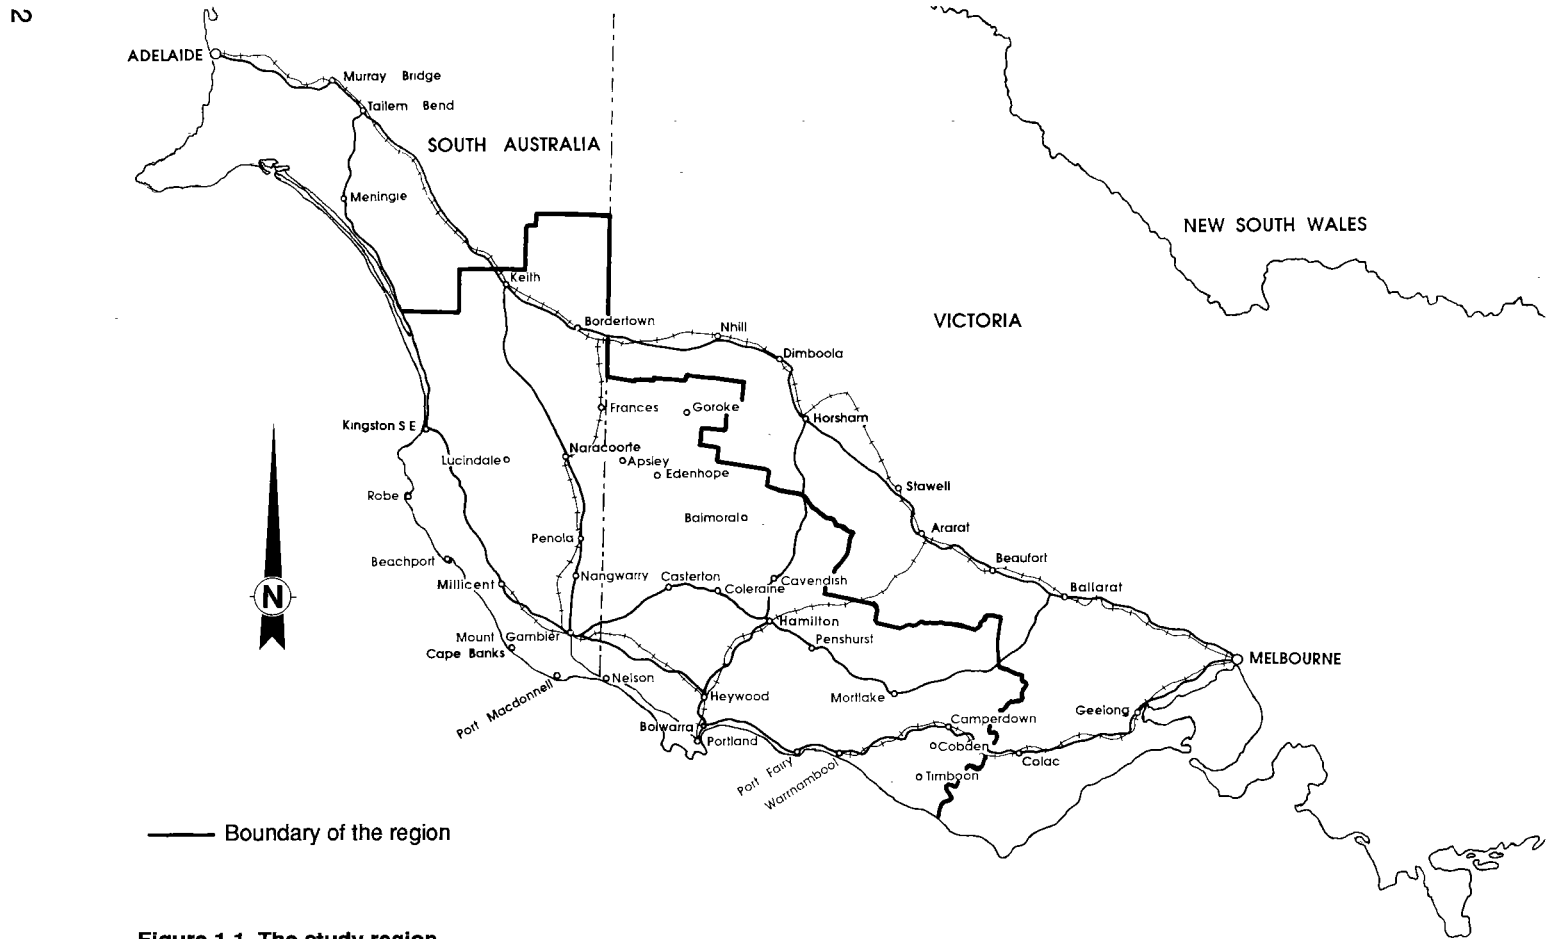 2
ADELAIDE
Murray Bridge
Tailem Bend
SOUTH AUSTRALIA
Meningie
NEW SOUTH WALES
Keith
Bordertown
Nhill
VICTORIA
Dimboola
Frances
Goroke
Horsham
Kingston S E
Naracoorte
Lucindale
Apsley
Edenhope
Stawell
Robe
Balmoral
Ararat
Penola
Beachport
Beaufort
Millicent
Nangwarry
Casterton
Coleraine
Cavendish
Ballarat
N
Hamilton
Mount Gambier
Penshurst
Cape Banks
MELBOURNE
Nelson
Port Macdonnell
Heywood
Mortlake
Geelong
Bolwarra
Camperdown
Portland
Cobden
Colac
Port Fairy
Warrnambool
Timboon
Boundary of the region
Figure 1.1 The study region